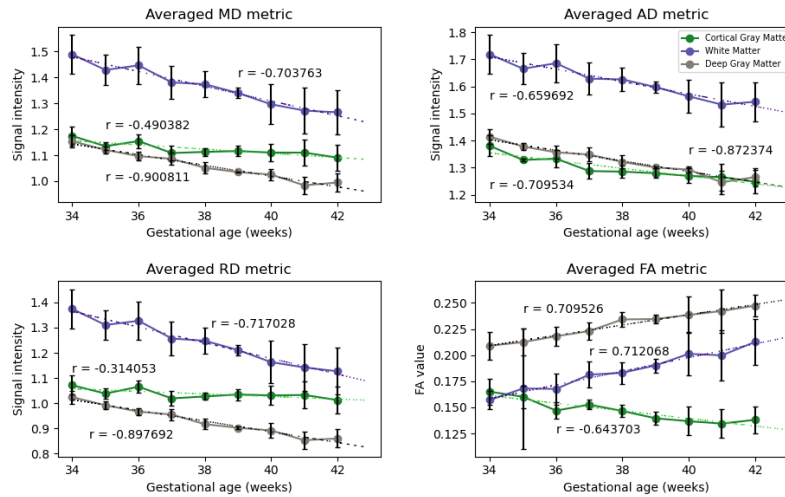 Averaged MD metric
Signal intensity
1.5
1.4
1.3
1.2
1.1
1.0
r = -0.703763
r = -0.490382
r = -0.900811
34 36 38 40 42
Gestational age (weeks)
Averaged AD metric
Signal intensity
1.8
1.7
1.6
1.5
1.4
1.3
1.2
Cortical Gray Matter
White Matter
Deep Gray Matter
r = -0.659692
r = -0.872374
r = -0.709534
34 36 38 40 42
Gestational age (weeks)
Averaged RD metric
Signal intensity
1.4
1.3
1.2
1.1
1.0
0.9
0.8
r = -0.717028
r = -0.314053
r = -0.897692
34 36 38 40 42
Gestational age (weeks)
Averaged FA metric
FA value
0.250
0.225
0.200
0.175
0.150
0.125
r = 0.709526
r = 0.712068
r = -0.643703
34 36 38 40 42
Gestational age (weeks)